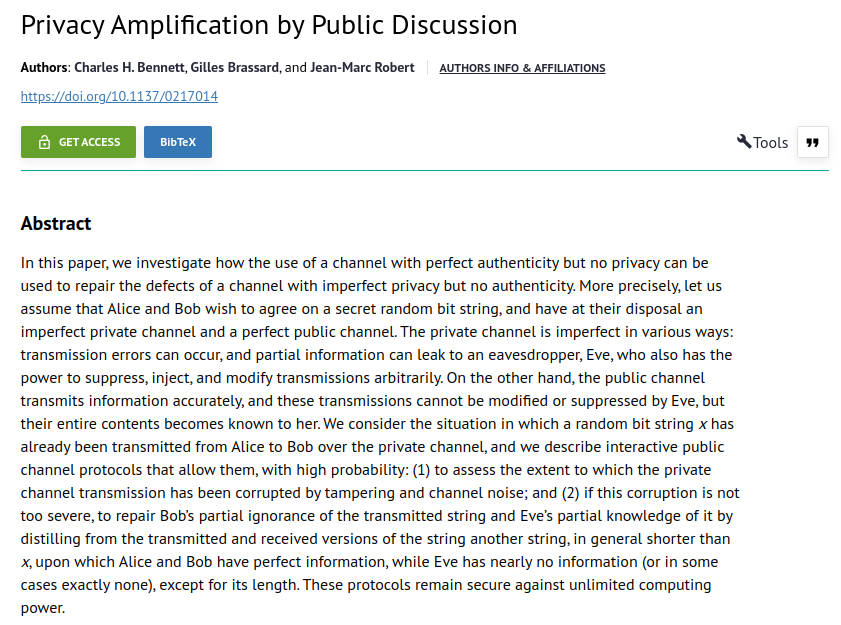 Privacy Amplification by Public Discussion
Authors: Charles H. Bennett, Gilles Brassard, and Jean-Marc Robert AUTHORS INFO & AFFILIATIONS
https://doi.org/10.1137/0217014
GET ACCESS BibTeX Tools
Abstract
In this paper, we investigate how the use of a channel with perfect authenticity but no privacy can be
used to repair the defects of a channel with imperfect privacy but no authenticity. More precisely, let us
assume that Alice and Bob wish to agree on a secret random bit string, and have at their disposal an
imperfect private channel and a perfect public channel. The private channel is imperfect in various ways:
transmission errors can occur, and partial information can leak to an eavesdropper, Eve, who also has the
power to suppress, inject, and modify transmissions arbitrarily. On the other hand, the public channel
transmits information accurately, and these transmissions cannot be modified or suppressed by Eve, but
their entire contents becomes known to her. We consider the situation in which a random bit string x has
already been transmitted from Alice to Bob over the private channel, and we describe interactive public
channel protocols that allow them, with high probability: (1) to assess the extent to which the private
channel transmission has been corrupted by tampering and channel noise; and (2) if this corruption is not
too severe, to repair Bob's partial ignorance of the transmitted string and Eve's partial knowledge of it by
distilling from the transmitted and received versions of the string another string, in general shorter than
x, upon which Alice and Bob have perfect information, while Eve has nearly no information (or in some
cases exactly none), except for its length. These protocols remain secure against unlimited computing
power.